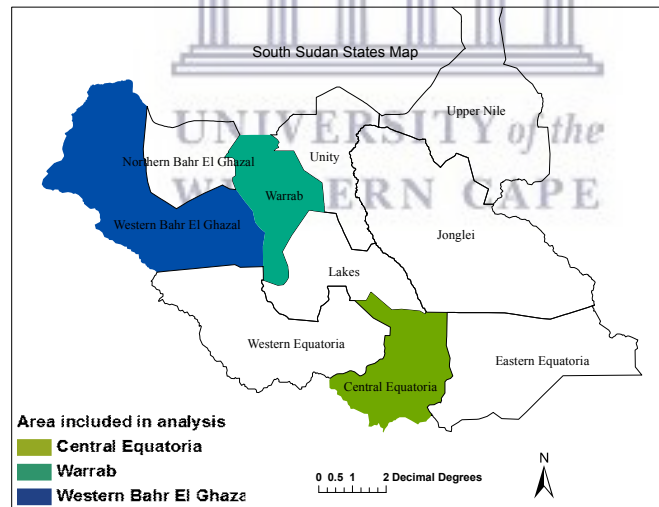 South Sudan States Map
UNIVERSITY of the
WESTERN CAPE
Upper Nile
Northern Bahr El Ghazal
Unity
Warrab
Western Bahr El Ghazal
Jonglei
Lakes
Western Equatoria
Eastern Equatoria
Central Equatoria
Area included in analysis
Central Equatoria
Warrab
Western Bahr El Ghaza
N
0 0.5 1 2 Decimal Degrees